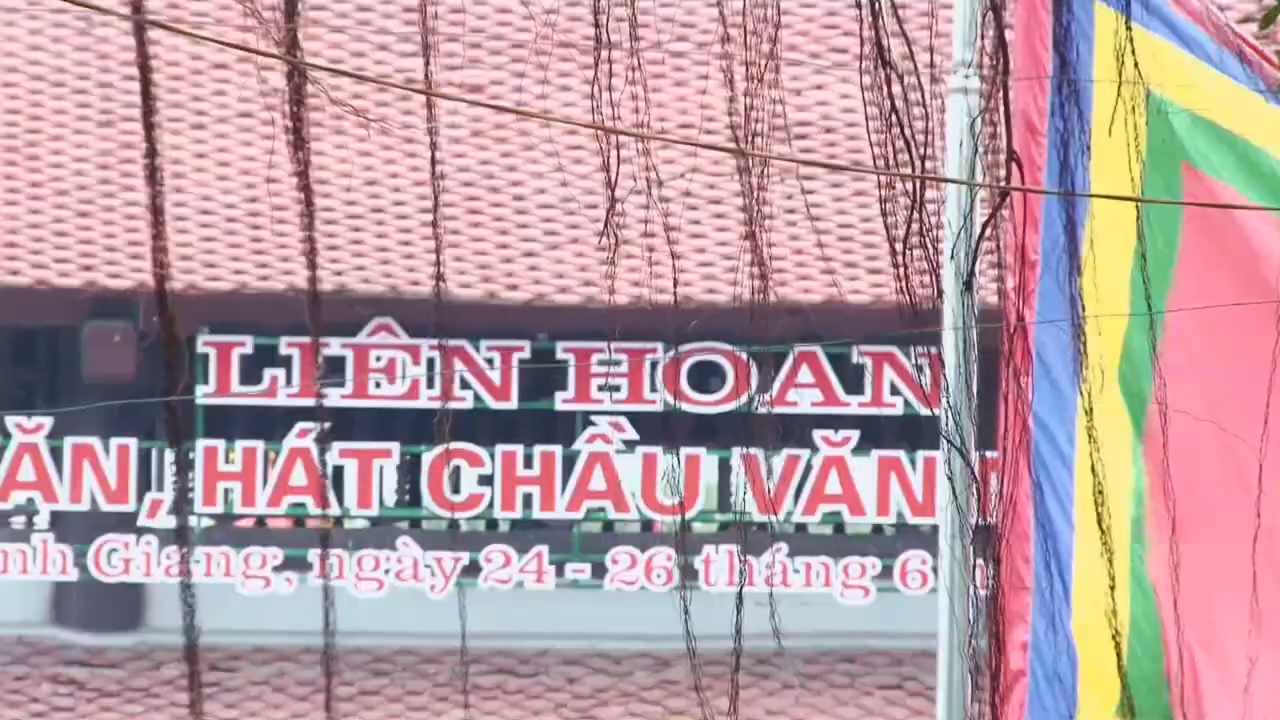 LIÊN HOAN
ĂN, HÁT CHẦU VĂN
nh Giang, ngày 24 - 26 tháng 6